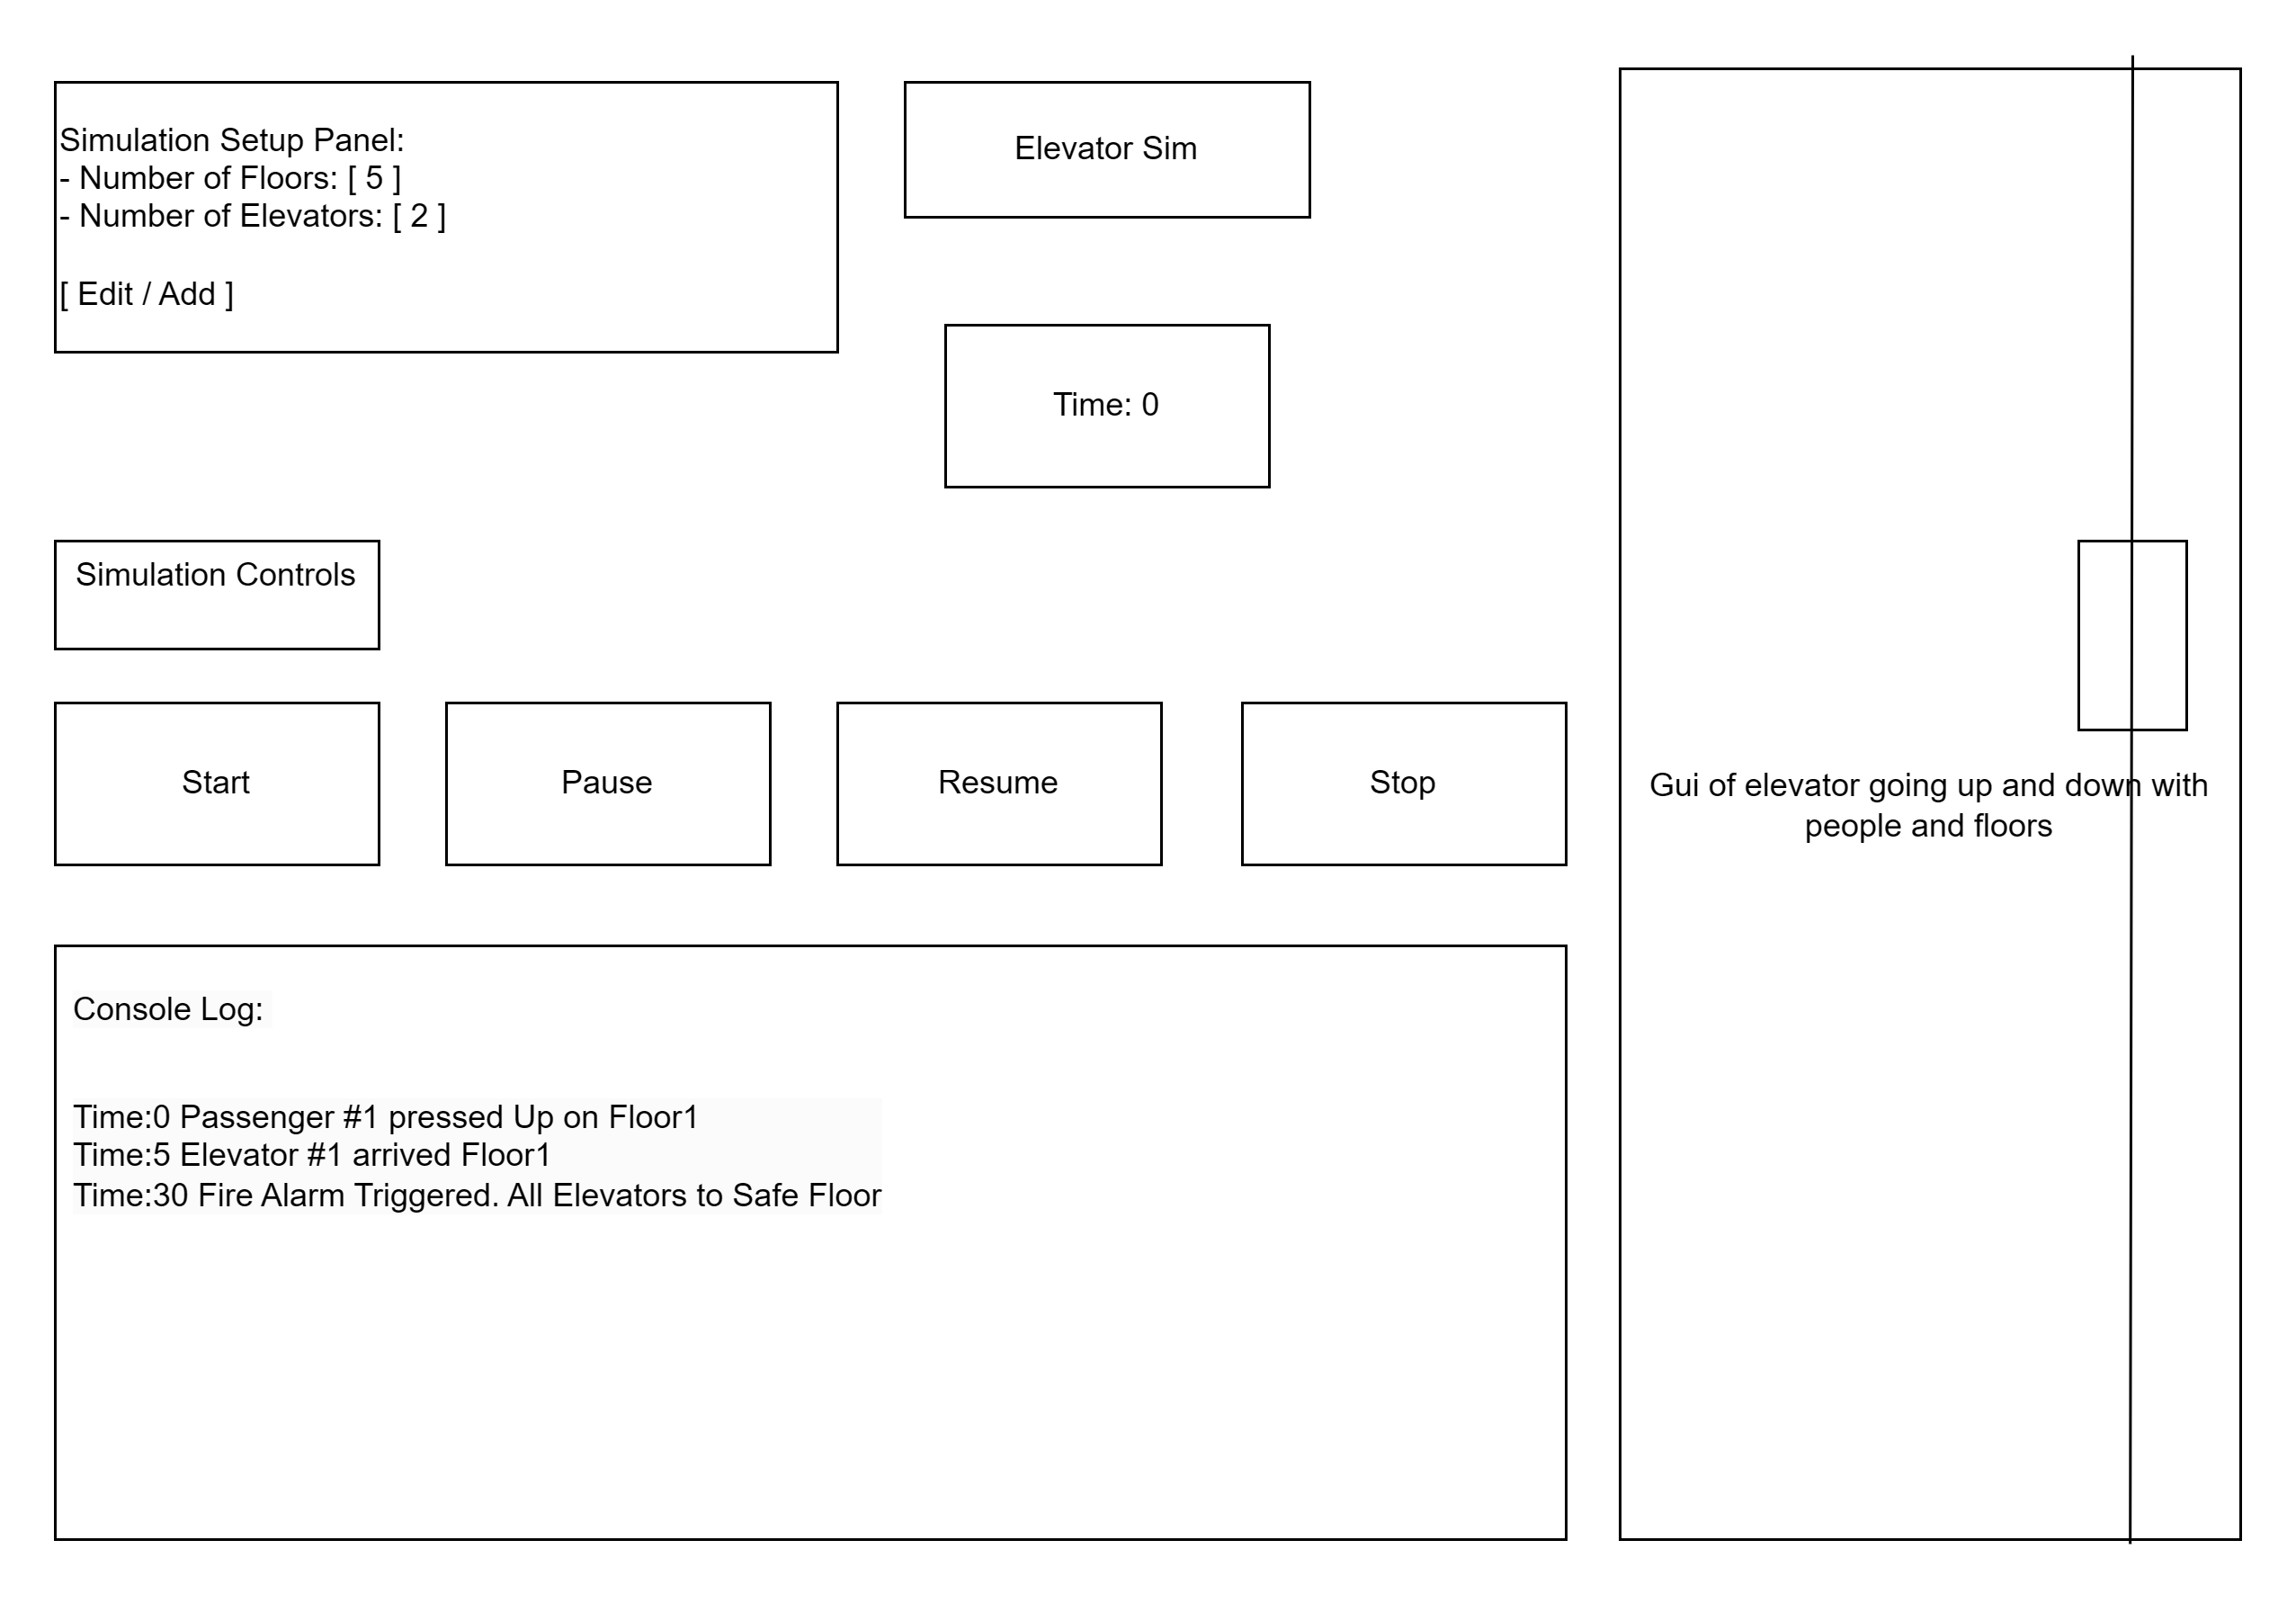 Simulation Setup Panel:
- Number of Floors: [ 5 ]
- Number of Elevators: [ 2 ]
[ Edit / Add ]
Elevator Sim
Time: 0
Simulation Controls
Start
Pause
Resume
Stop
Console Log:
Time:0 Passenger #1 pressed Up on Floor1
Time:5 Elevator #1 arrived Floor1
Time:30 Fire Alarm Triggered. All Elevators to Safe Floor
Gui of elevator going up and down with
people and floors